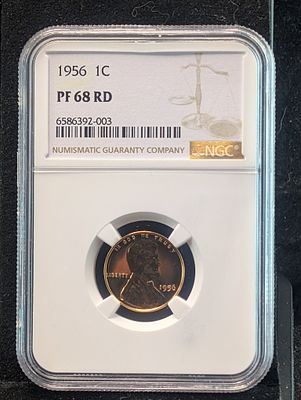 1956 1C
PF 68 RD
6586392-003
NUMISMATIC GUARANTY COMPANY
NGC
IN GOD WE TRUST
LIBERTY
1956